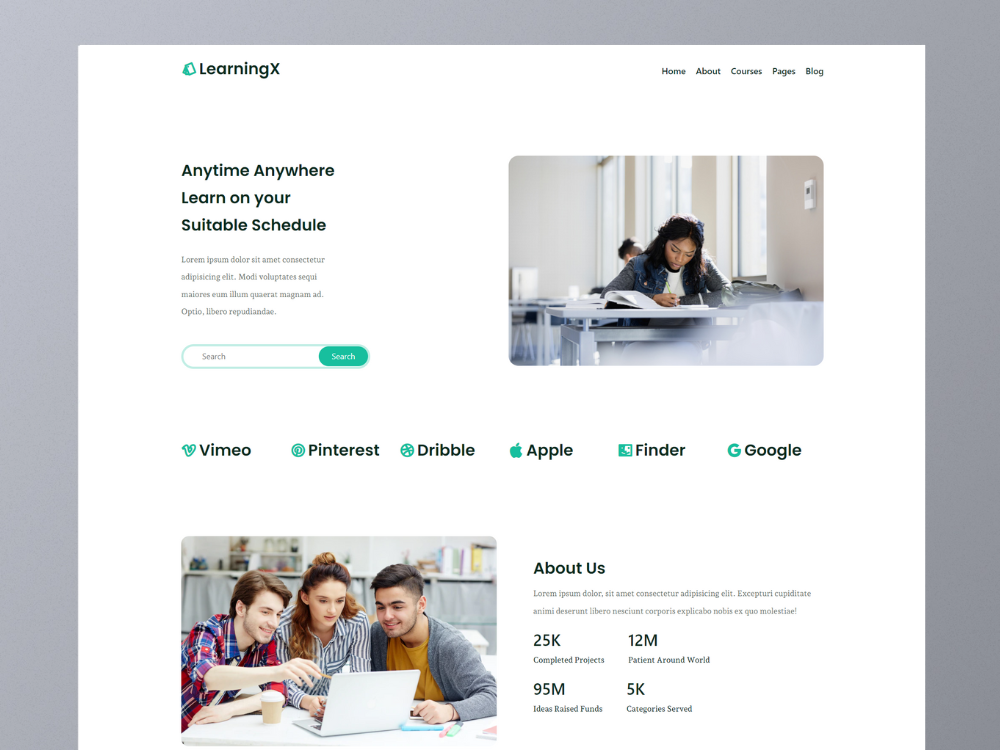 LearningX
Home About Courses Pages Blog
Anytime Anywhere
Learn on your
Suitable Schedule
Lorem ipsum dolor sit amet consectetur
adipisicing elit. Modi voluptates sequi
maiores eum illum quaerat magnam ad.
Optio, libero repudiandae.
Search Search
Vimeo Pinterest Dribble Apple Finder Google
About Us
Lorem ipsum dolor, sit amet consectetur adipisicing elit. Excepturi cupiditate
animi deserunt libero nesciunt corporis explicabo nobis ex quo molestiae!
25K 12M
Completed Projects Patient Around World
95M 5K
Ideas Raised Funds Categories Served